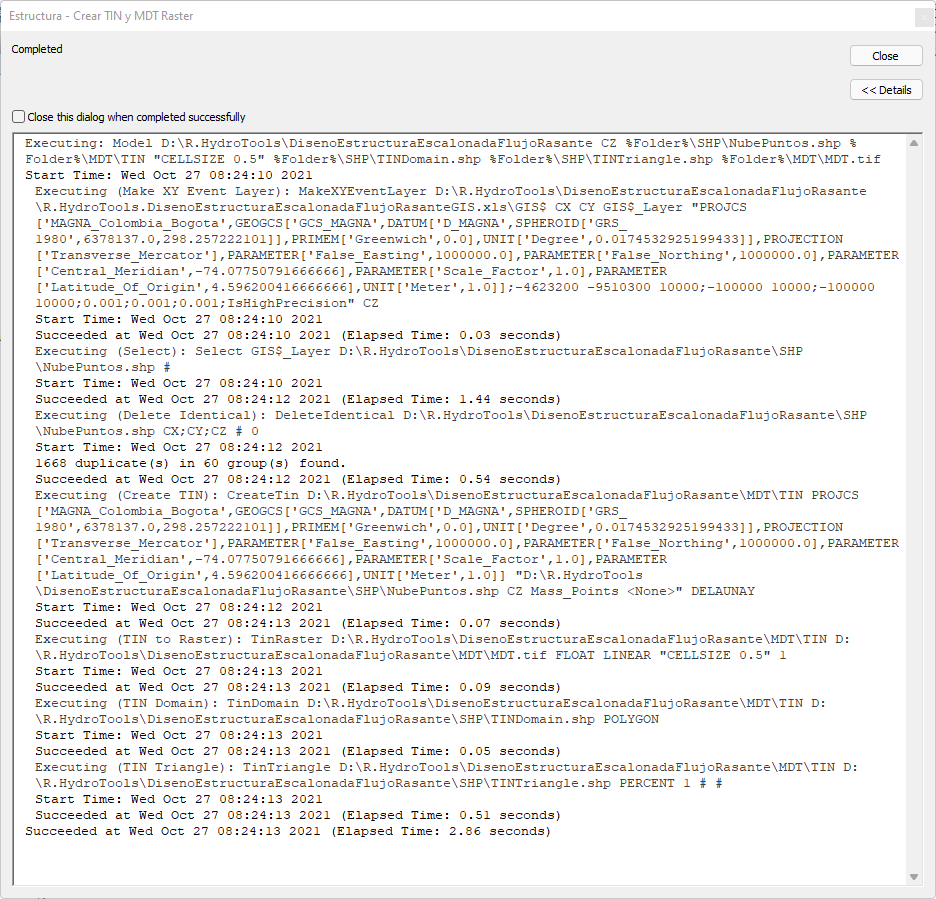 Estructura - Crear TIN y MDT Raster
Completed
Close
<< Details
Close this dialog when completed successfully
Executing: Model D:\R.HydroTools\DisenoEstructuraEscalonadaFlujoRasante CZ %Folder%\SHP\NubePuntos.shp %
Folder%\MDT\TIN "CELLSIZE 0.5" %Folder%\SHP\TINDomain.shp %Folder%\SHP\TINTriangle.shp %Folder%\MDT\MDT.tif
Start Time: Wed Oct 27 08:24:10 2021
Executing (Make XY Event Layer): MakeXYEventLayer D:\R.HydroTools\DisenoEstructuraEscalonadaFlujoRasante
\R.HydroTools.DisenoEstructuraEscalonadaFlujoRasanteGIS.xls\GIS$ CX CY GIS$_Layer "PROJCS
['MAGNA_Colombia_Bogota',GEOGCS['GCS_MAGNA',DATUM['D_MAGNA',SPHEROID['GRS_
1980',6378137.0,298.257222101]],PRIMEM['Greenwich',0.0],UNIT['Degree',0.0174532925199433]],PROJECTION
['Transverse_Mercator'],PARAMETER['False_Easting',1000000.0],PARAMETER['False_Northing',1000000.0],PARAMETER
['Central_Meridian',-74.07750791666666],PARAMETER['Scale_Factor',1.0],PARAMETER
['Latitude_Of_Origin',4.596200416666666],UNIT['Meter',1.0]];-4623200 -9510300 10000;-100000 10000;-100000
10000;0.001;0.001;0.001;IsHighPrecision" CZ
Start Time: Wed Oct 27 08:24:10 2021
Succeeded at Wed Oct 27 08:24:10 2021 (Elapsed Time: 0.03 seconds)
Executing (Select): Select GIS$_Layer D:\R.HydroTools\DisenoEstructuraEscalonadaFlujoRasante\SHP
\NubePuntos.shp #
Start Time: Wed Oct 27 08:24:10 2021
Succeeded at Wed Oct 27 08:24:12 2021 (Elapsed Time: 1.44 seconds)
Executing (Delete Identical): DeleteIdentical D:\R.HydroTools\DisenoEstructuraEscalonadaFlujoRasante\SHP
\NubePuntos.shp CX;CY;CZ # 0
Start Time: Wed Oct 27 08:24:12 2021
1668 duplicate(s) in 60 group(s) found.
Succeeded at Wed Oct 27 08:24:12 2021 (Elapsed Time: 0.54 seconds)
Executing (Create TIN): CreateTin D:\R.HydroTools\DisenoEstructuraEscalonadaFlujoRasante\MDT\TIN PROJCS
['MAGNA_Colombia_Bogota',GEOGCS['GCS_MAGNA',DATUM['D_MAGNA',SPHEROID['GRS_
1980',6378137.0,298.257222101]],PRIMEM['Greenwich',0.0],UNIT['Degree',0.0174532925199433]],PROJECTION
['Transverse_Mercator'],PARAMETER['False_Easting',1000000.0],PARAMETER['False_Northing',1000000.0],PARAMETER
['Central_Meridian',-74.07750791666666],PARAMETER['Scale_Factor',1.0],PARAMETER
['Latitude_Of_Origin',4.596200416666666],UNIT['Meter',1.0]] "D:\R.HydroTools
\DisenoEstructuraEscalonadaFlujoRasante\SHP\NubePuntos.shp CZ Mass_Points <None>" DELAUNAY
Start Time: Wed Oct 27 08:24:12 2021
Succeeded at Wed Oct 27 08:24:13 2021 (Elapsed Time: 0.07 seconds)
Executing (TIN to Raster): TinRaster D:\R.HydroTools\DisenoEstructuraEscalonadaFlujoRasante\MDT\TIN D:
\R.HydroTools\DisenoEstructuraEscalonadaFlujoRasante\MDT\MDT.tif FLOAT LINEAR "CELLSIZE 0.5" 1
Start Time: Wed Oct 27 08:24:13 2021
Succeeded at Wed Oct 27 08:24:13 2021 (Elapsed Time: 0.09 seconds)
Executing (TIN Domain): TinDomain D:\R.HydroTools\DisenoEstructuraEscalonadaFlujoRasante\MDT\TIN D:
\R.HydroTools\DisenoEstructuraEscalonadaFlujoRasante\SHP\TINDomain.shp POLYGON
Start Time: Wed Oct 27 08:24:13 2021
Succeeded at Wed Oct 27 08:24:13 2021 (Elapsed Time: 0.05 seconds)
Executing (TIN Triangle): TinTriangle D:\R.HydroTools\DisenoEstructuraEscalonadaFlujoRasante\MDT\TIN D:
\R.HydroTools\DisenoEstructuraEscalonadaFlujoRasante\SHP\TINTriangle.shp PERCENT 1 # #
Start Time: Wed Oct 27 08:24:13 2021
Succeeded at Wed Oct 27 08:24:13 2021 (Elapsed Time: 0.51 seconds)
Succeeded at Wed Oct 27 08:24:13 2021 (Elapsed Time: 2.86 seconds)